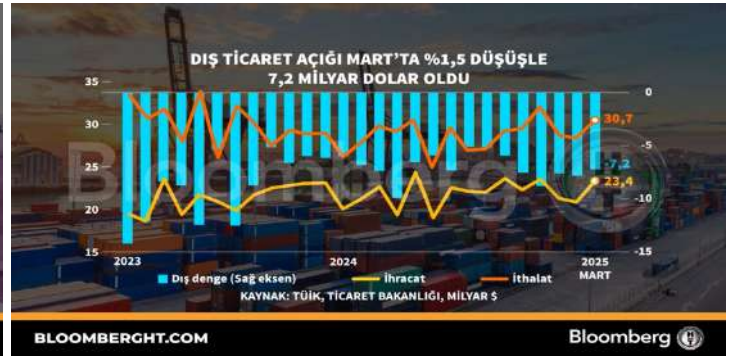 DIŞ TİCARET AÇIĞI MART'TA %1,5 DÜŞÜŞLE
7,2 MİLYAR DOLAR OLDU
35
0
30
30,7
-5
25
-7,2
Bloomberg
23,4
20
-10
15
-15
2023
2024
2025
MART
Dış denge (Sağ eksen)
İhracat
İthalat
KAYNAK: TÜİK, TİCARET BAKANLIĞI, MİLYAR $
BLOOMBERGHT.COM
Bloomberg HT